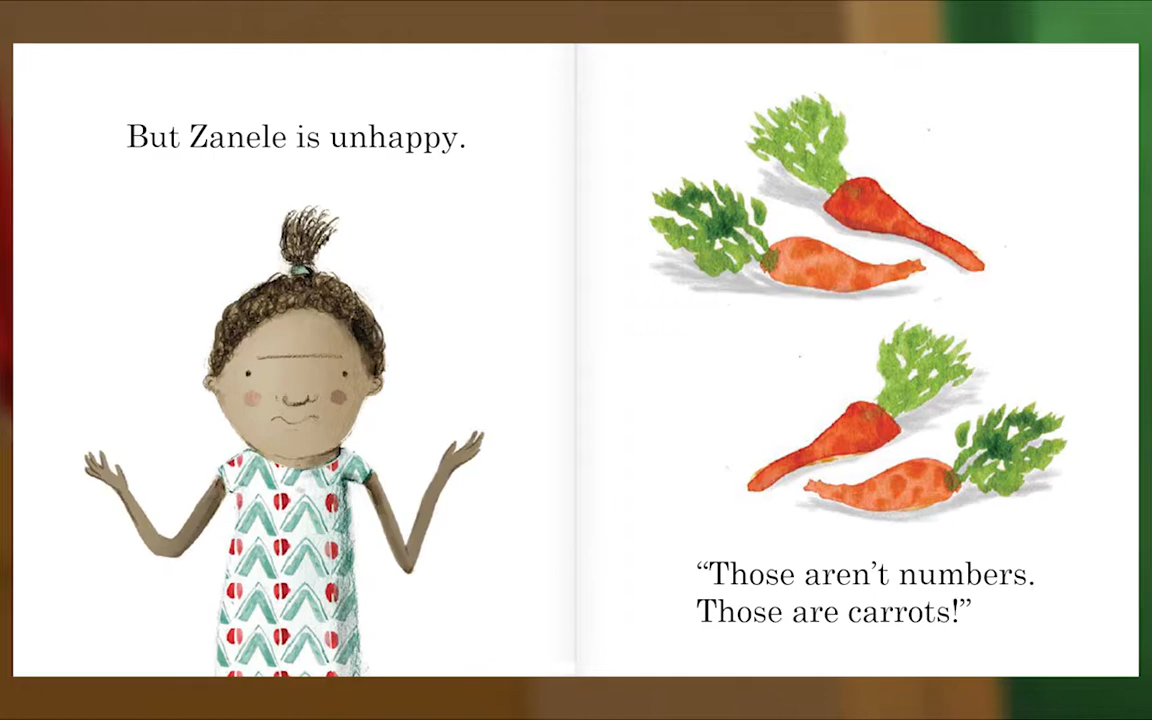 But Zanele is unhappy.
“Those aren’t numbers.
Those are carrots!”